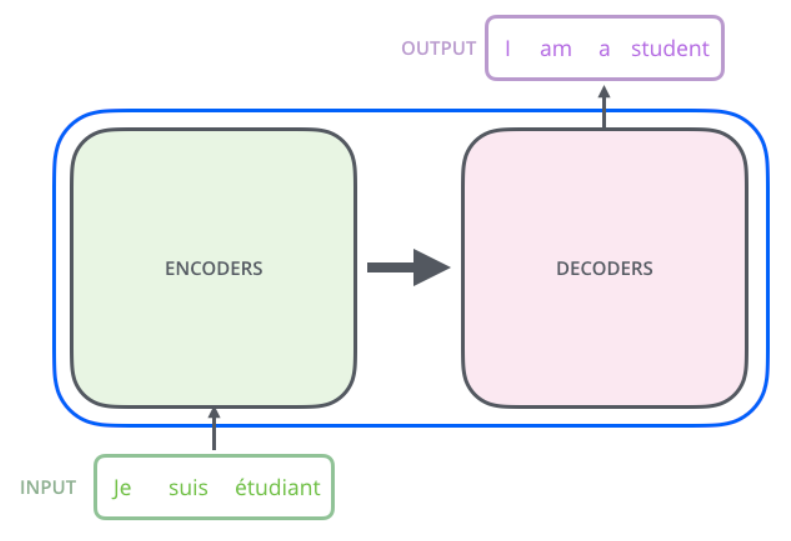 OUTPUT I am a student
ENCODERS
DECODERS
INPUT Je suis étudiant